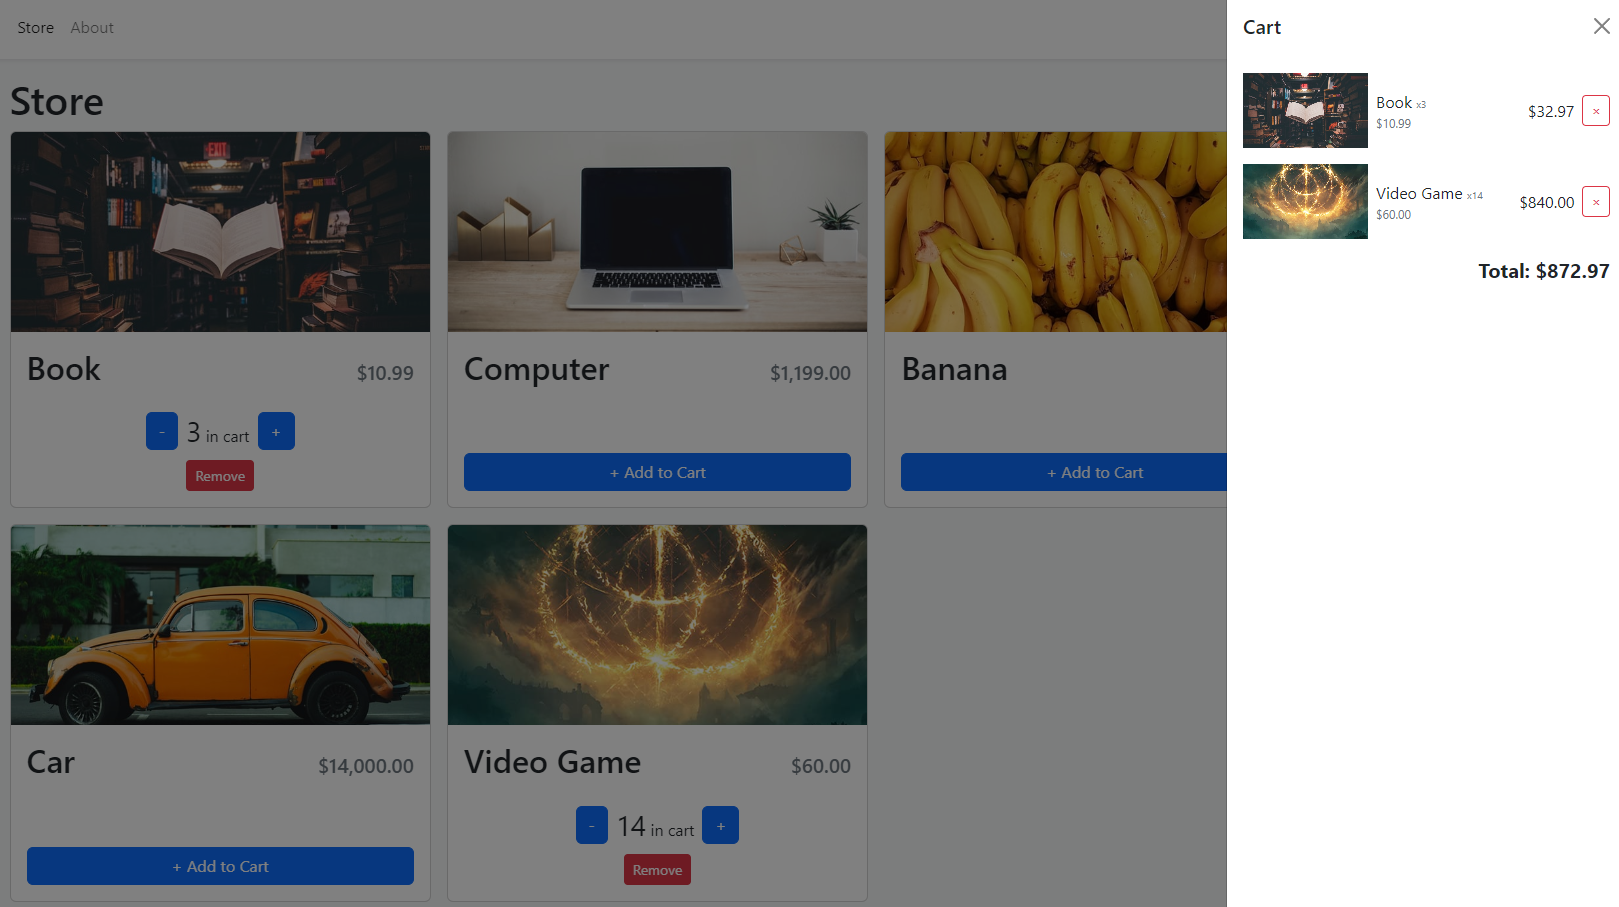 Store About
Store
EXIT
Book $10.99
- 3 in cart +
Remove
Computer $1,199.00
+ Add to Cart
Banana
+ Add to Cart
Car $14,000.00
+ Add to Cart
Video Game $60.00
- 14 in cart +
Remove
Cart
Book x3
$10.99
$32.97 ×
Video Game x14
$60.00
$840.00 ×
Total: $872.97